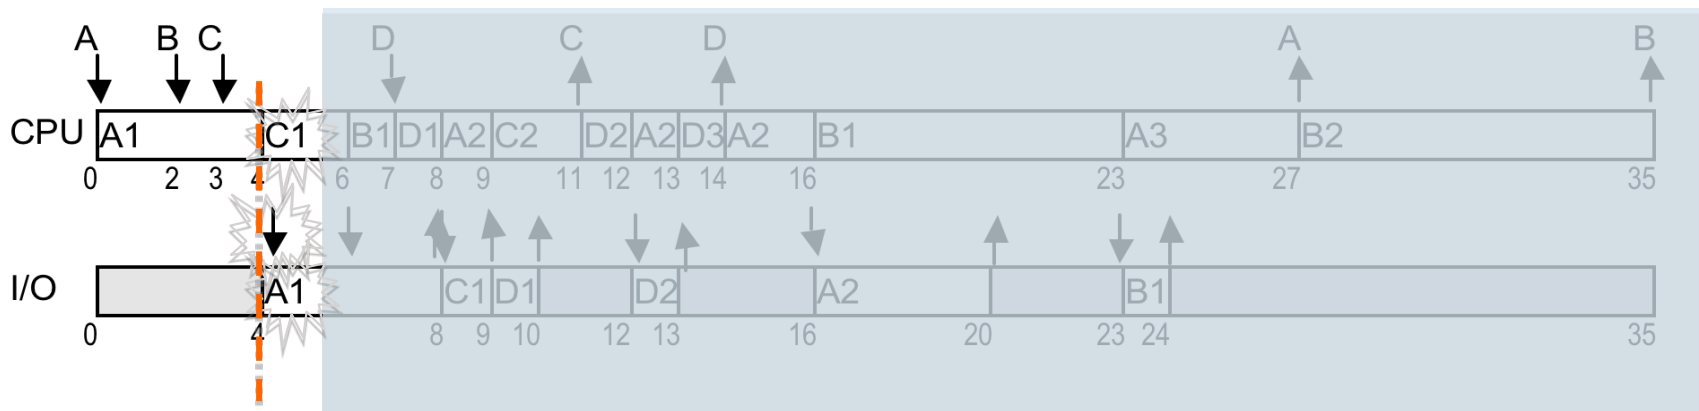 A B C D C D A B
CPU A1 C1 B1 D1 A2 C2 D2 A2 D3 A2 B1 A3 B2
0 2 3 4 6 7 8 9 11 12 13 14 16 23 27 35
I/O A1 C1 D1 D2 A2 B1
0 4 8 9 10 12 13 16 20 23 24 35